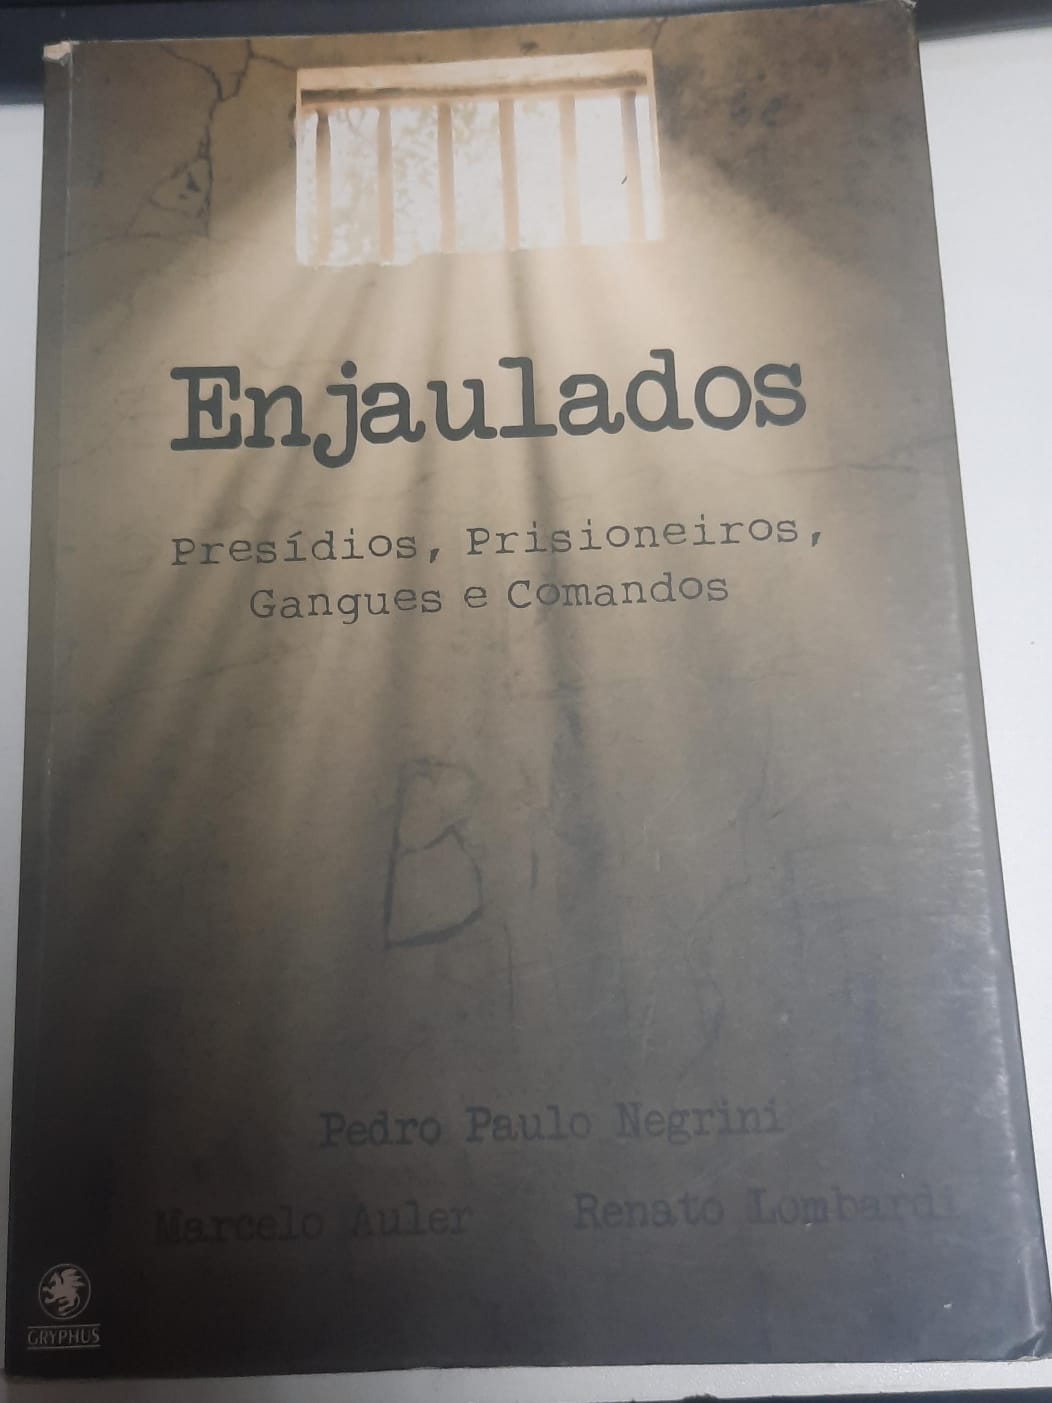 Enjaulados
Presídios, Prisioneiros,
Gangues e Comandos
B
Pedro Paulo Negrini
Marcelo Auler Renato Lombardi
GRYPHUS